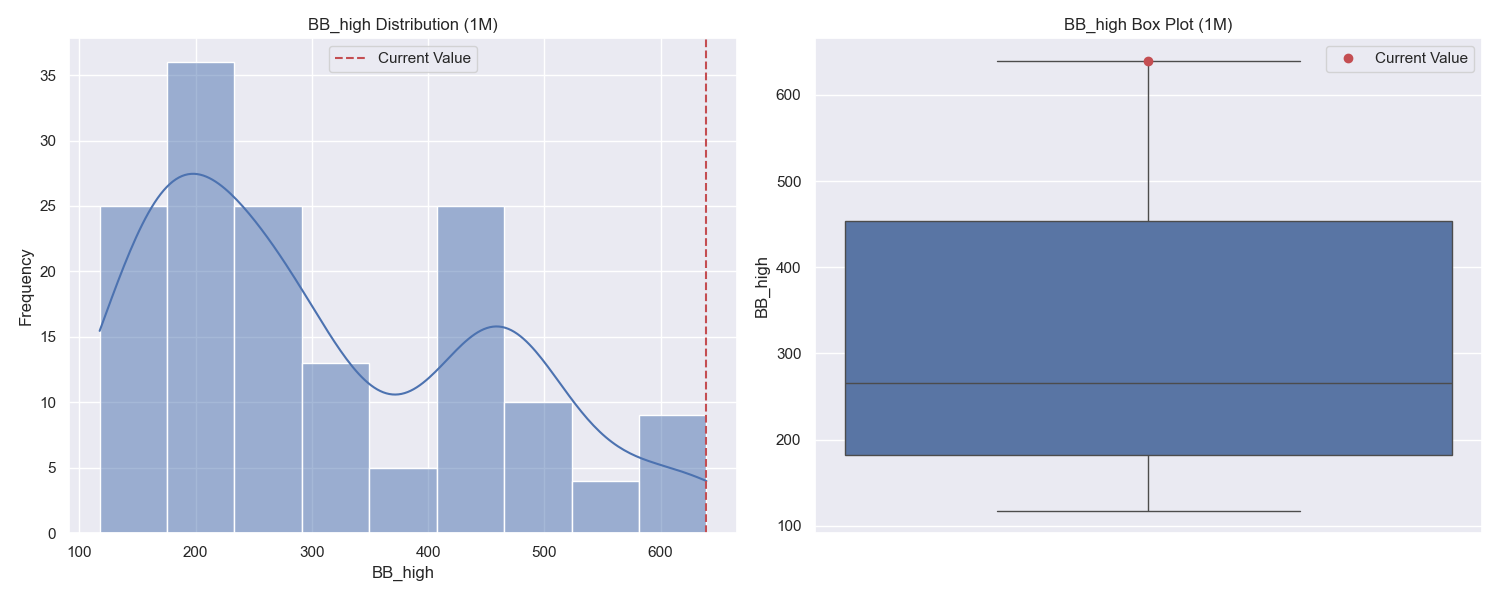 BB_high Distribution (1M)
Current Value
Frequency
35
30
25
20
15
10
5
0
100 200 300 400 500 600
BB_high
BB_high Box Plot (1M)
Current Value
BB_high
600
500
400
300
200
100